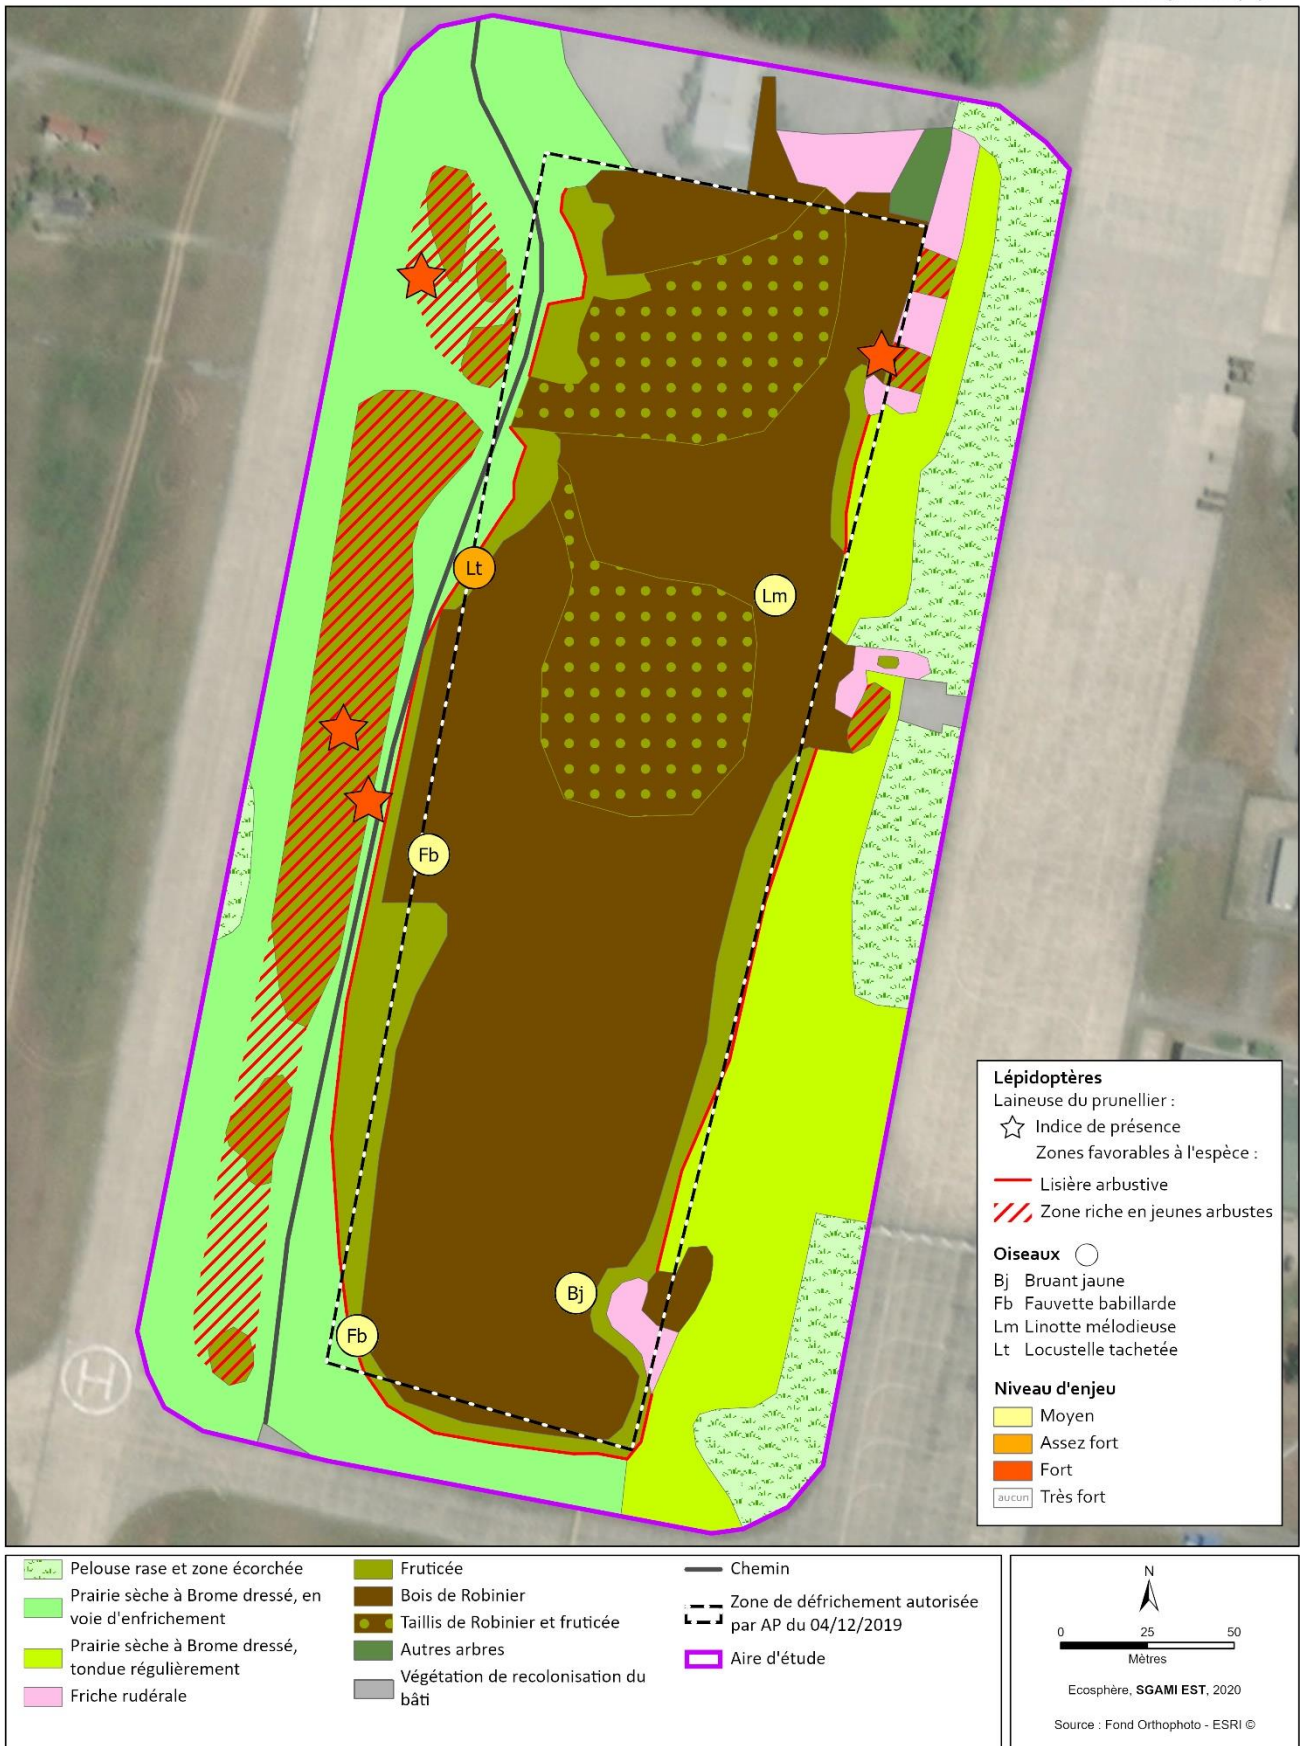 Lt
Lm
Fb
Bj
Fb
H
Lépidoptères
Laineuse du prunellier :
Indice de présence
Zones favorables à l'espèce :
Lisière arbustive
Zone riche en jeunes arbustes
Oiseaux
Bj Bruant jaune
Fb Fauvette babillarde
Lm Linotte mélodieuse
Lt Locustelle tachetée
Niveau d'enjeu
Moyen
Assez fort
Fort
aucun Très fort
Pelouse rase et zone écorchée
Prairie sèche à Brome dressé, en
voie d'enfrichement
Prairie sèche à Brome dressé,
tondue régulièrement
Friche rudérale
Fruticée
Bois de Robinier
Taillis de Robinier et fruticée
Autres arbres
Végétation de recolonisation du
bâti
Chemin
Zone de défrichement autorisée
par AP du 04/12/2019
Aire d'étude
N
0 25 50
Mètres
Ecosphère, SGAMI EST, 2020
Source : Fond Orthophoto - ESRI ©